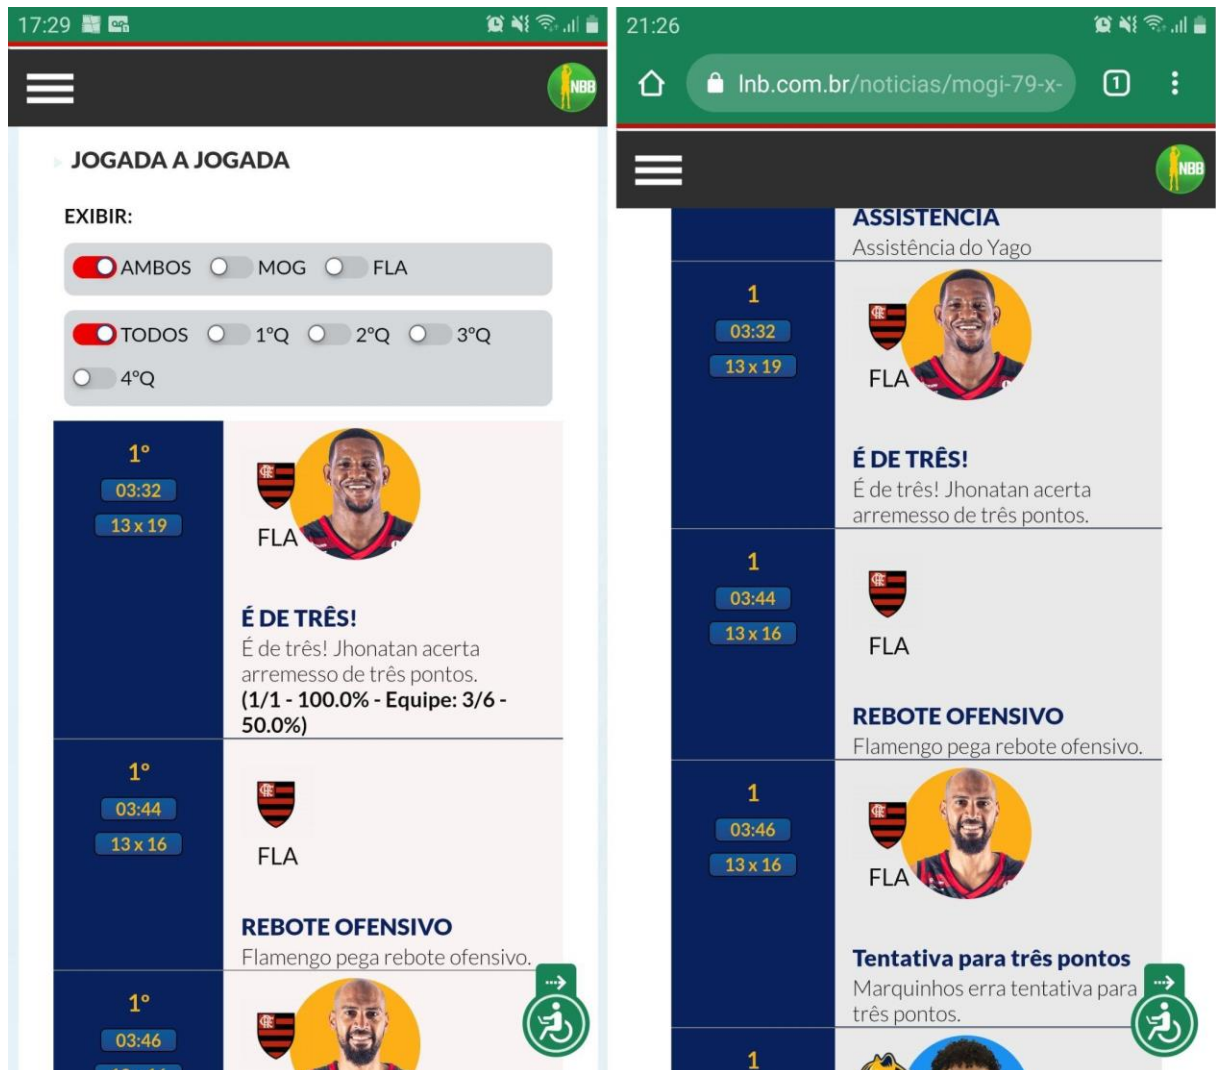 17:29
NBB
JOGADA A JOGADA
EXIBIR:
AMBOS MOG FLA
TODOS 1ºQ 2ºQ 3ºQ
4ºQ
1º
03:32
13 x 19
FLA
É DE TRÊS!
É de três! Jhonatan acerta
arremesso de três pontos.
(1/1 - 100.0% - Equipe: 3/6 -
50.0%)
1º
03:44
13 x 16
FLA
REBOTE OFENSIVO
Flamengo pega rebote ofensivo.
1º
03:46
21:26
lnb.com.br/noticias/mogi-79-x-
1
NBB
ASSISTÊNCIA
Assistência do Yago
1
03:32
13 x 19
FLA
É DE TRÊS!
É de três! Jhonatan acerta
arremesso de três pontos.
1
03:44
13 x 16
FLA
REBOTE OFENSIVO
Flamengo pega rebote ofensivo.
1
03:46
13 x 16
FLA
Tentativa para três pontos
Marquinhos erra tentativa para
três pontos.
1